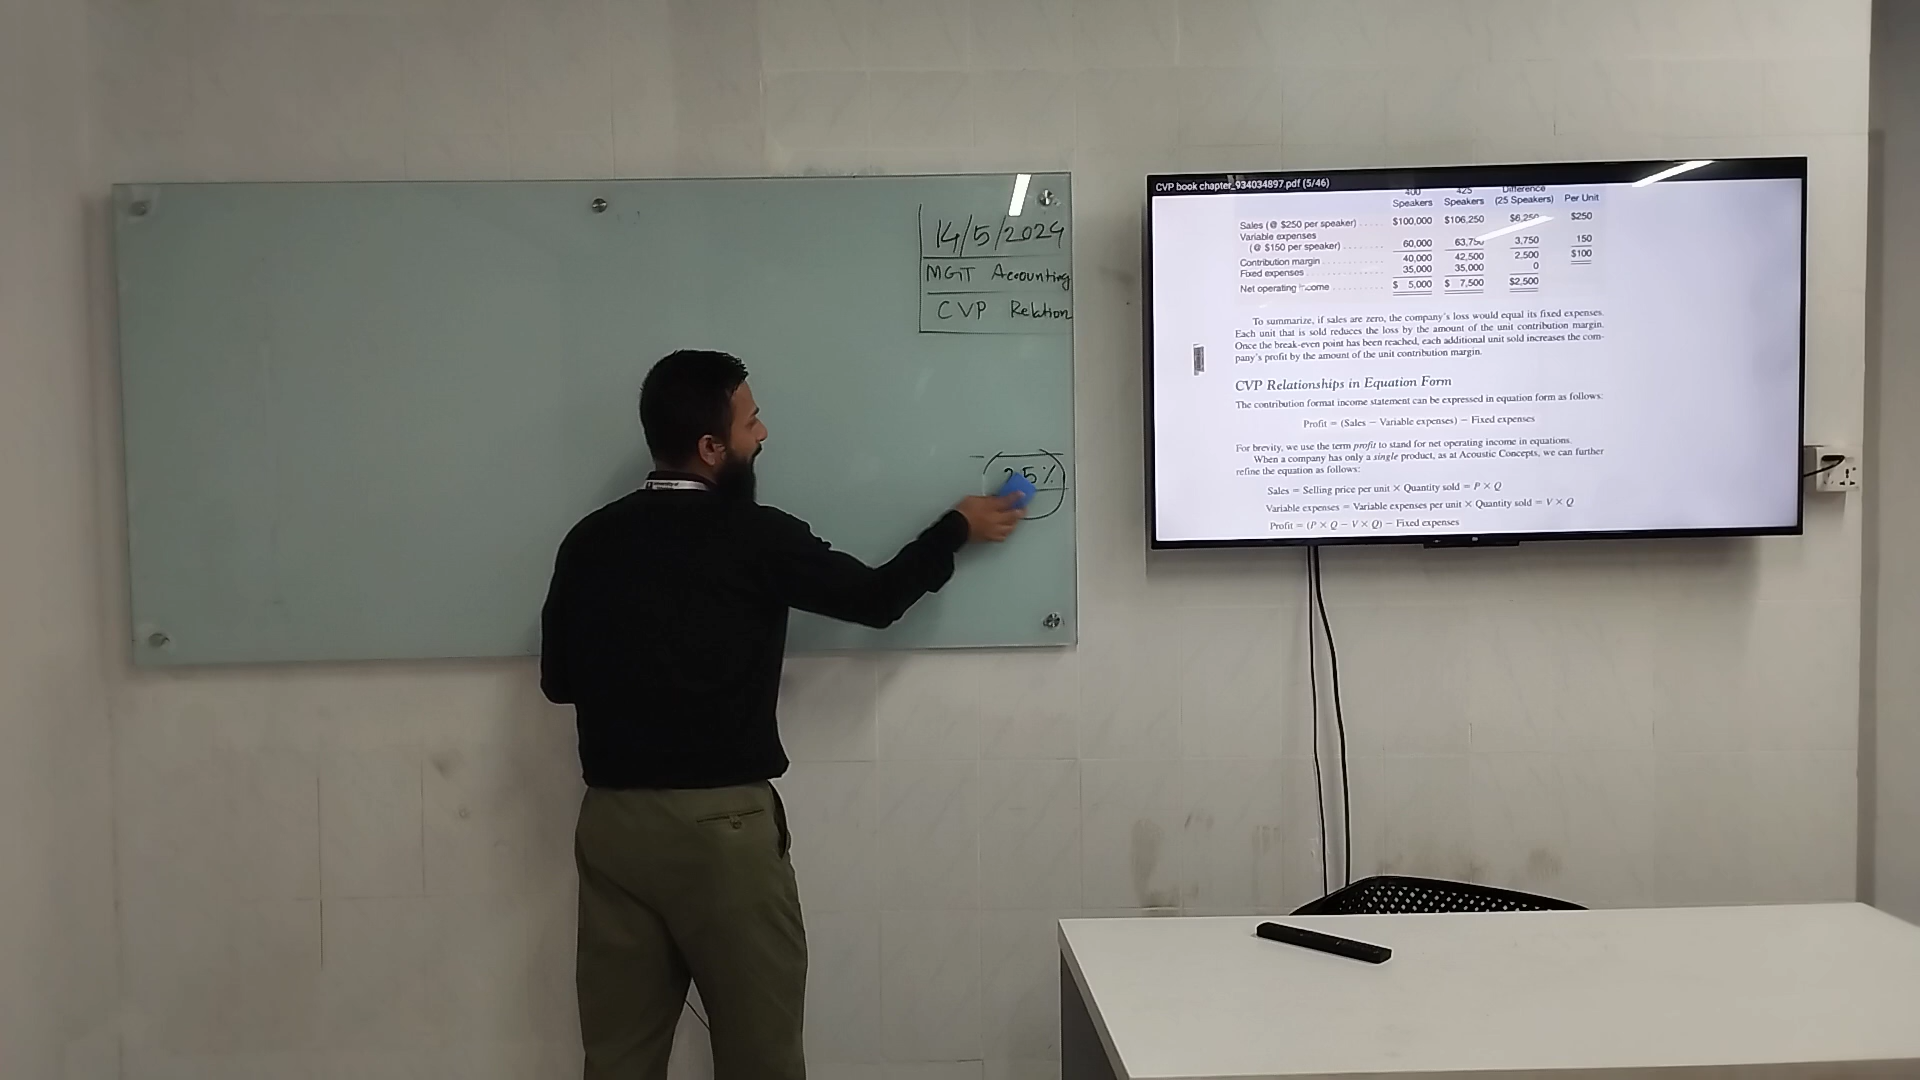 14/5/2024
MGT Accounting
CVP Relation
25%
CVP book chapter_934034897.pdf (5/46)
400 425 Difference
Speakers Speakers (25 Speakers) Per Unit
Sales (@ $250 per speaker) .... $100,000 $106,250 $6,250 $250
Variable expenses
(@ $150 per speaker) ........ 60,000 63,750 3,750 150
Contribution margin ............ 40,000 42,500 2,500 $100
Fixed expenses ............... 35,000 35,000 0
Net operating income .......... $ 5,000 $ 7,500 $2,500
To summarize, if sales are zero, the company's loss would equal its fixed expenses.
Each unit that is sold reduces the loss by the amount of the unit contribution margin.
Once the break-even point has been reached, each additional unit sold increases the com-
pany's profit by the amount of the unit contribution margin.
CVP Relationships in Equation Form
The contribution format income statement can be expressed in equation form as follows:
Profit = (Sales − Variable expenses) − Fixed expenses
For brevity, we use the term profit to stand for net operating income in equations.
When a company has only a single product, as at Acoustic Concepts, we can further
refine the equation as follows:
Sales = Selling price per unit × Quantity sold = P × Q
Variable expenses = Variable expenses per unit × Quantity sold = V × Q
Profit = (P × Q − V × Q) − Fixed expenses